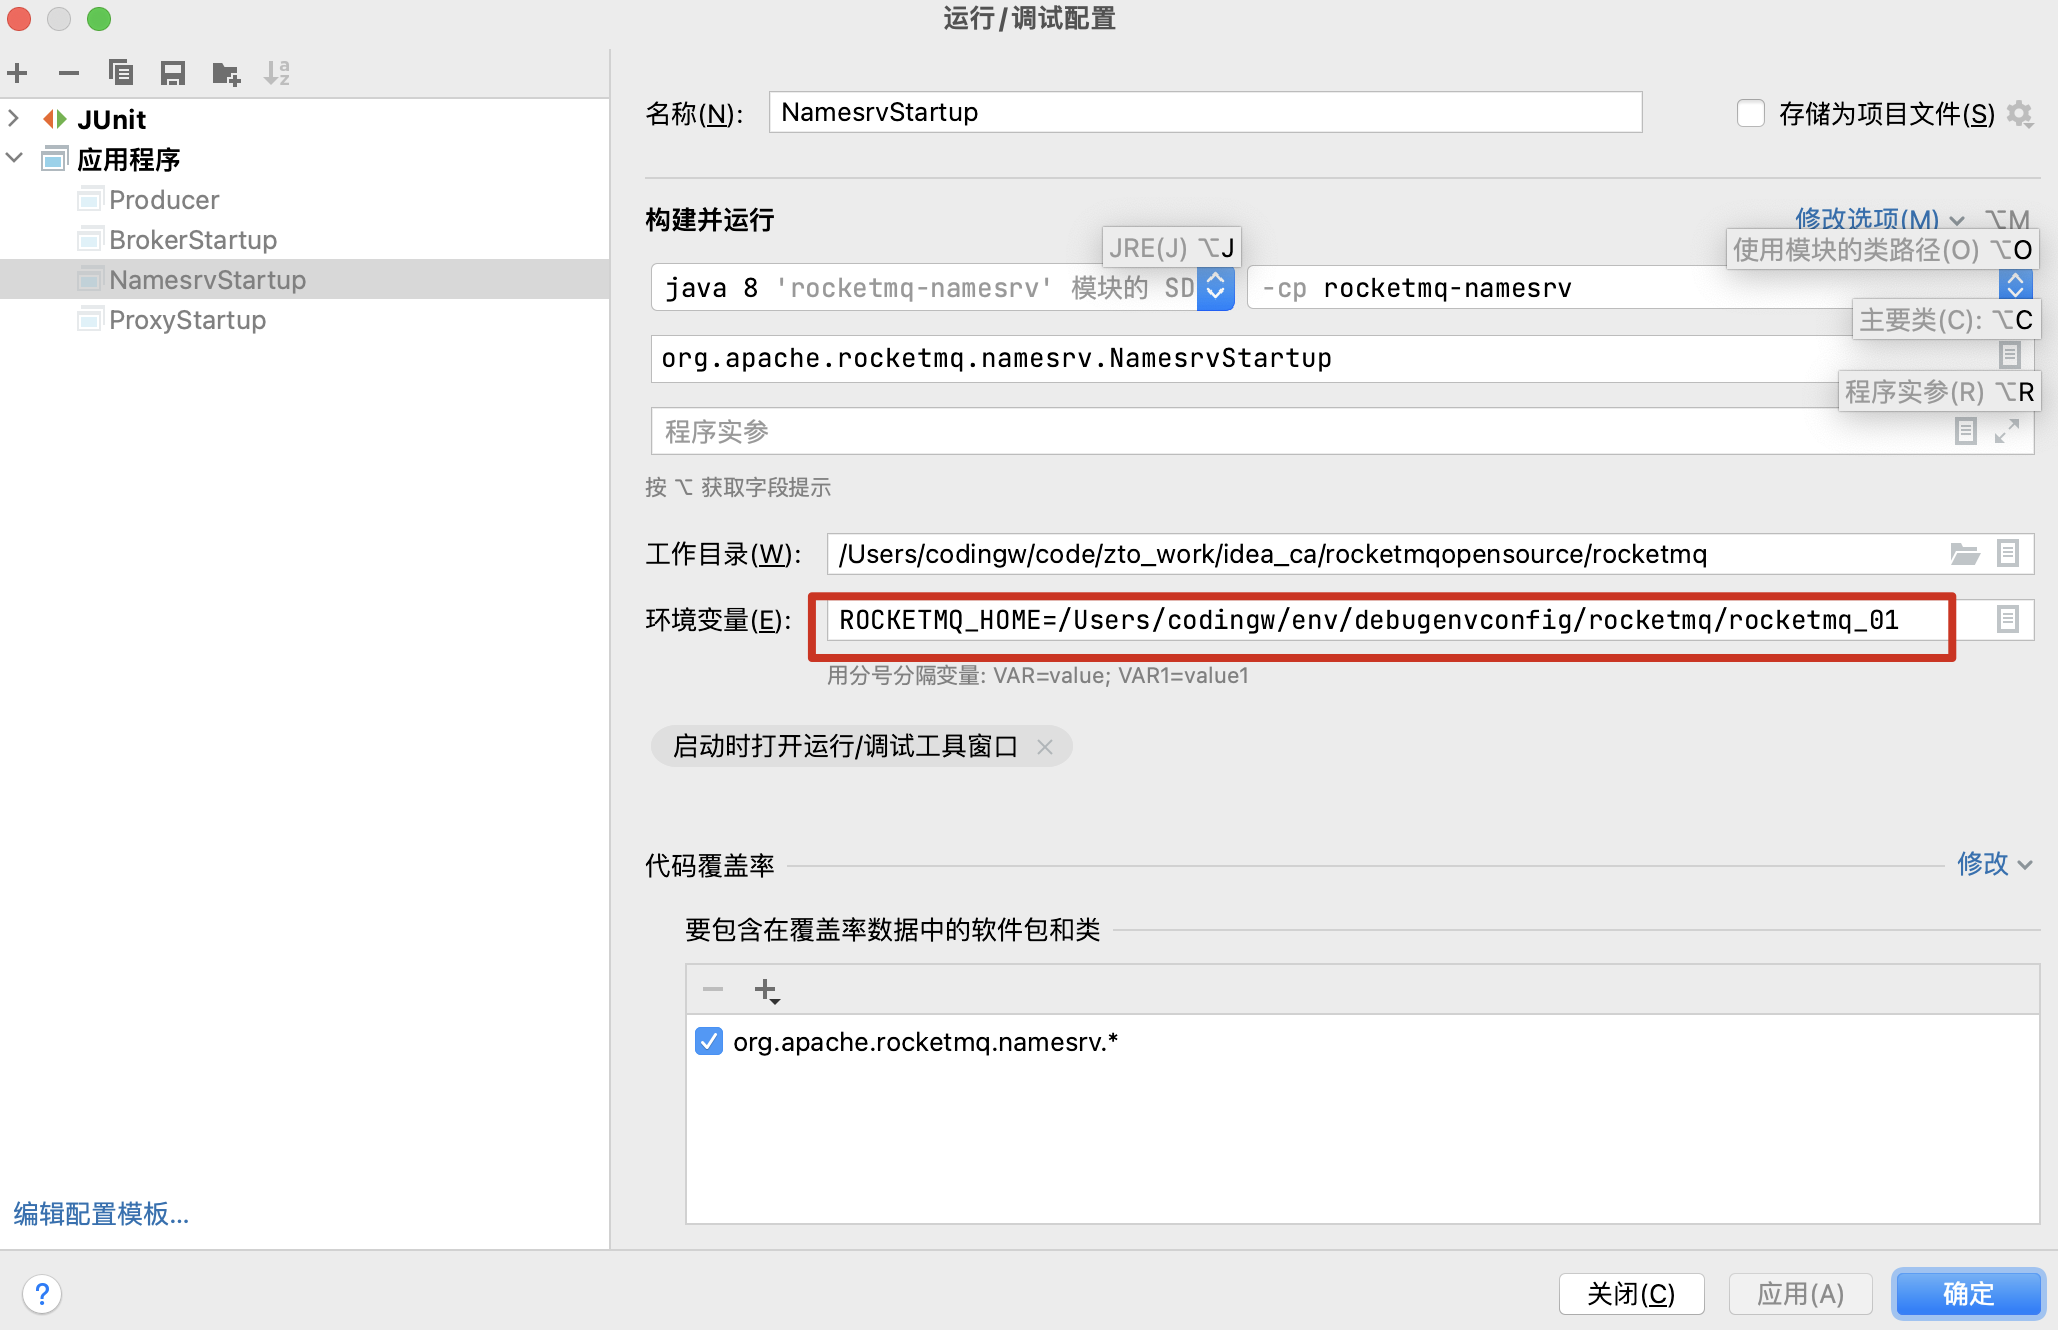 运行/调试配置
JUnit
应用程序
Producer
BrokerStartup
NamesrvStartup
ProxyStartup
编辑配置模板...
名称(N):
NamesrvStartup
存储为项目文件(S)
构建并运行
修改选项(M) ⌥M
JRE(J) ⌥J
使用模块的类路径(O) ⌥O
java 8 'rocketmq-namesrv' 模块的 SD
-cp rocketmq-namesrv
主要类(C): ⌥C
org.apache.rocketmq.namesrv.NamesrvStartup
程序实参(R) ⌥R
程序实参
按 ⌥ 获取字段提示
工作目录(W):
/Users/codingw/code/zto_work/idea_ca/rocketmqopensource/rocketmq
环境变量(E):
ROCKETMQ_HOME=/Users/codingw/env/debugenvconfig/rocketmq/rocketmq_01
用分号分隔变量: VAR=value; VAR1=value1
启动时打开运行/调试工具窗口
代码覆盖率
修改
要包含在覆盖率数据中的软件包和类
org.apache.rocketmq.namesrv.*
?
关闭(C)
应用(A)
确定